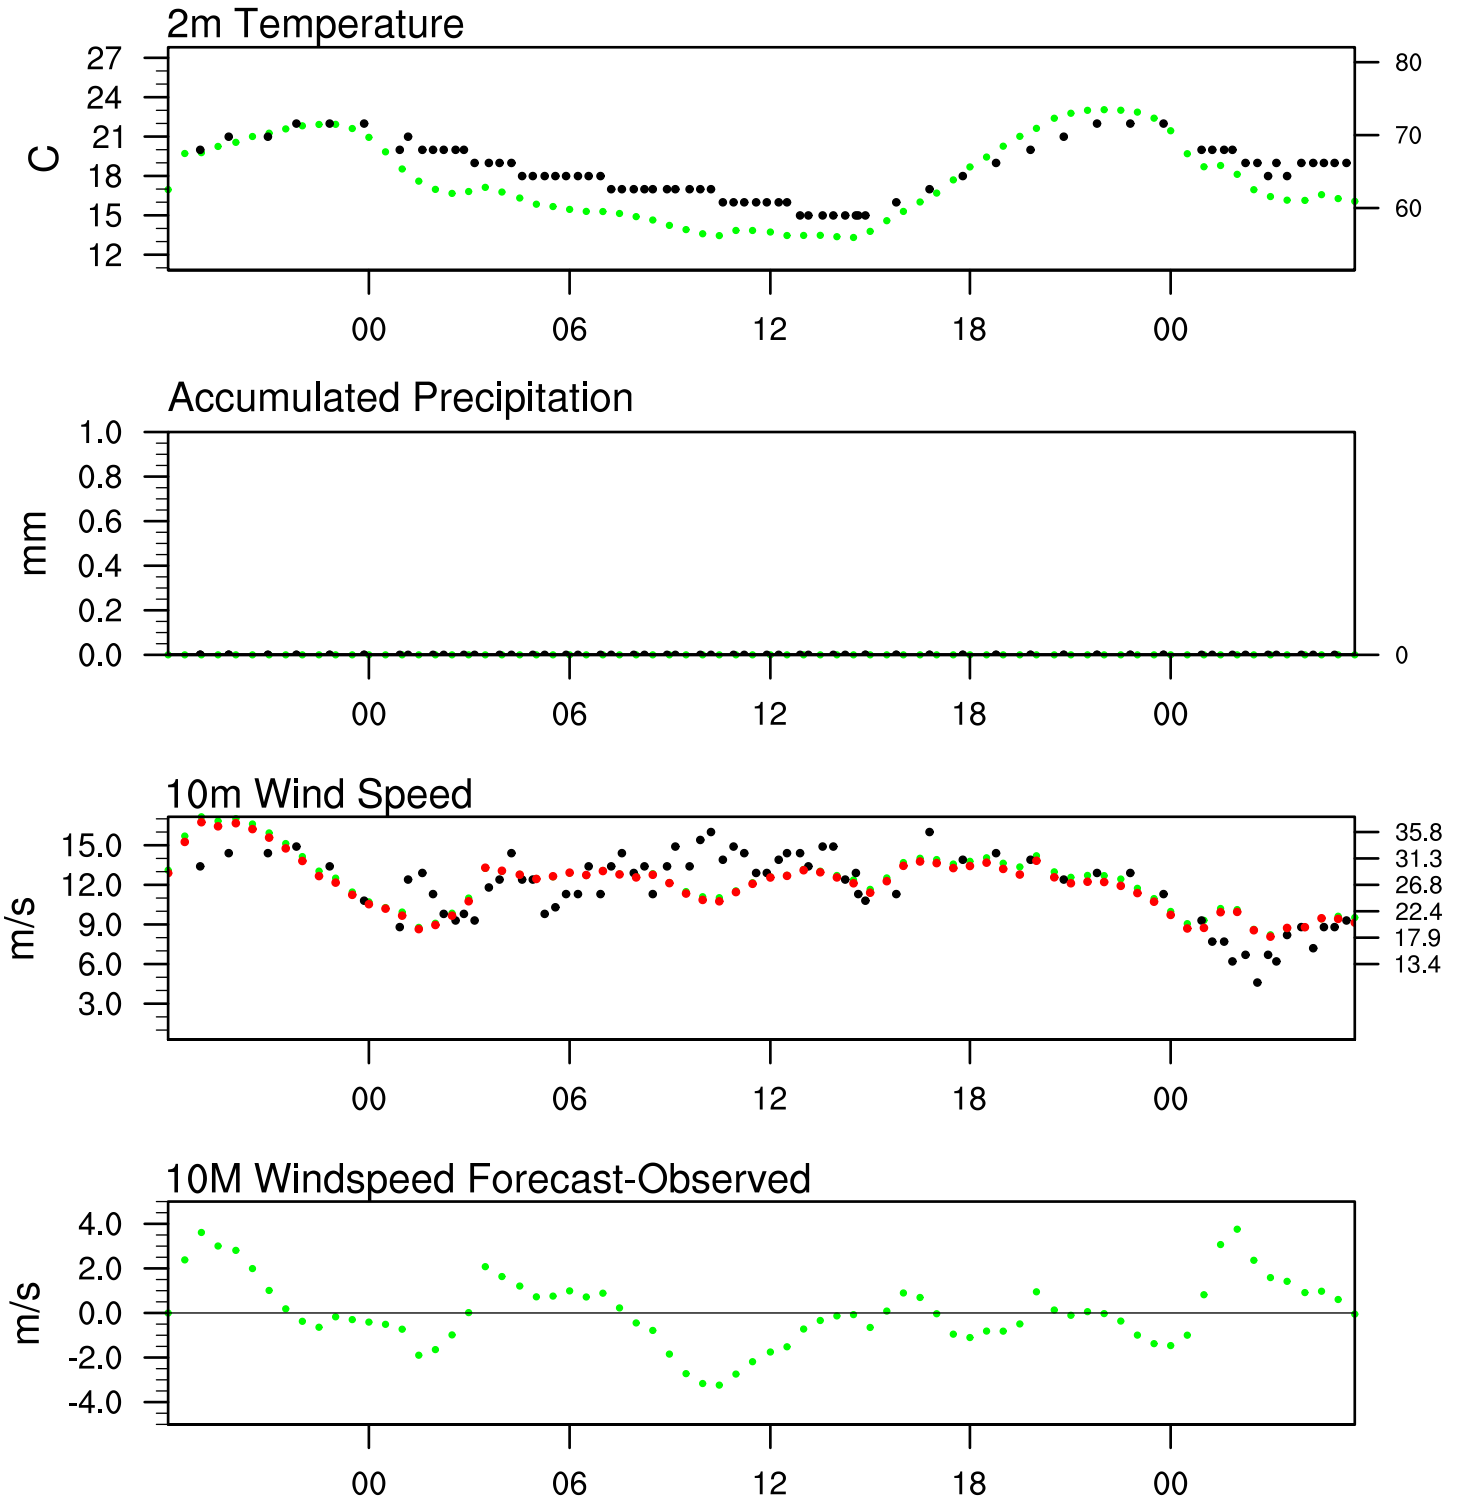 2m Temperature
27
24
21
18
15
12
C
80
70
60
00 06 12 18 00
Accumulated Precipitation
1.0
0.8
0.6
0.4
0.2
0.0
mm
0
00 06 12 18 00
10m Wind Speed
15.0
12.0
9.0
6.0
3.0
m/s
35.8
31.3
26.8
22.4
17.9
13.4
00 06 12 18 00
10M Windspeed Forecast-Observed
4.0
2.0
0.0
-2.0
-4.0
m/s
00 06 12 18 00